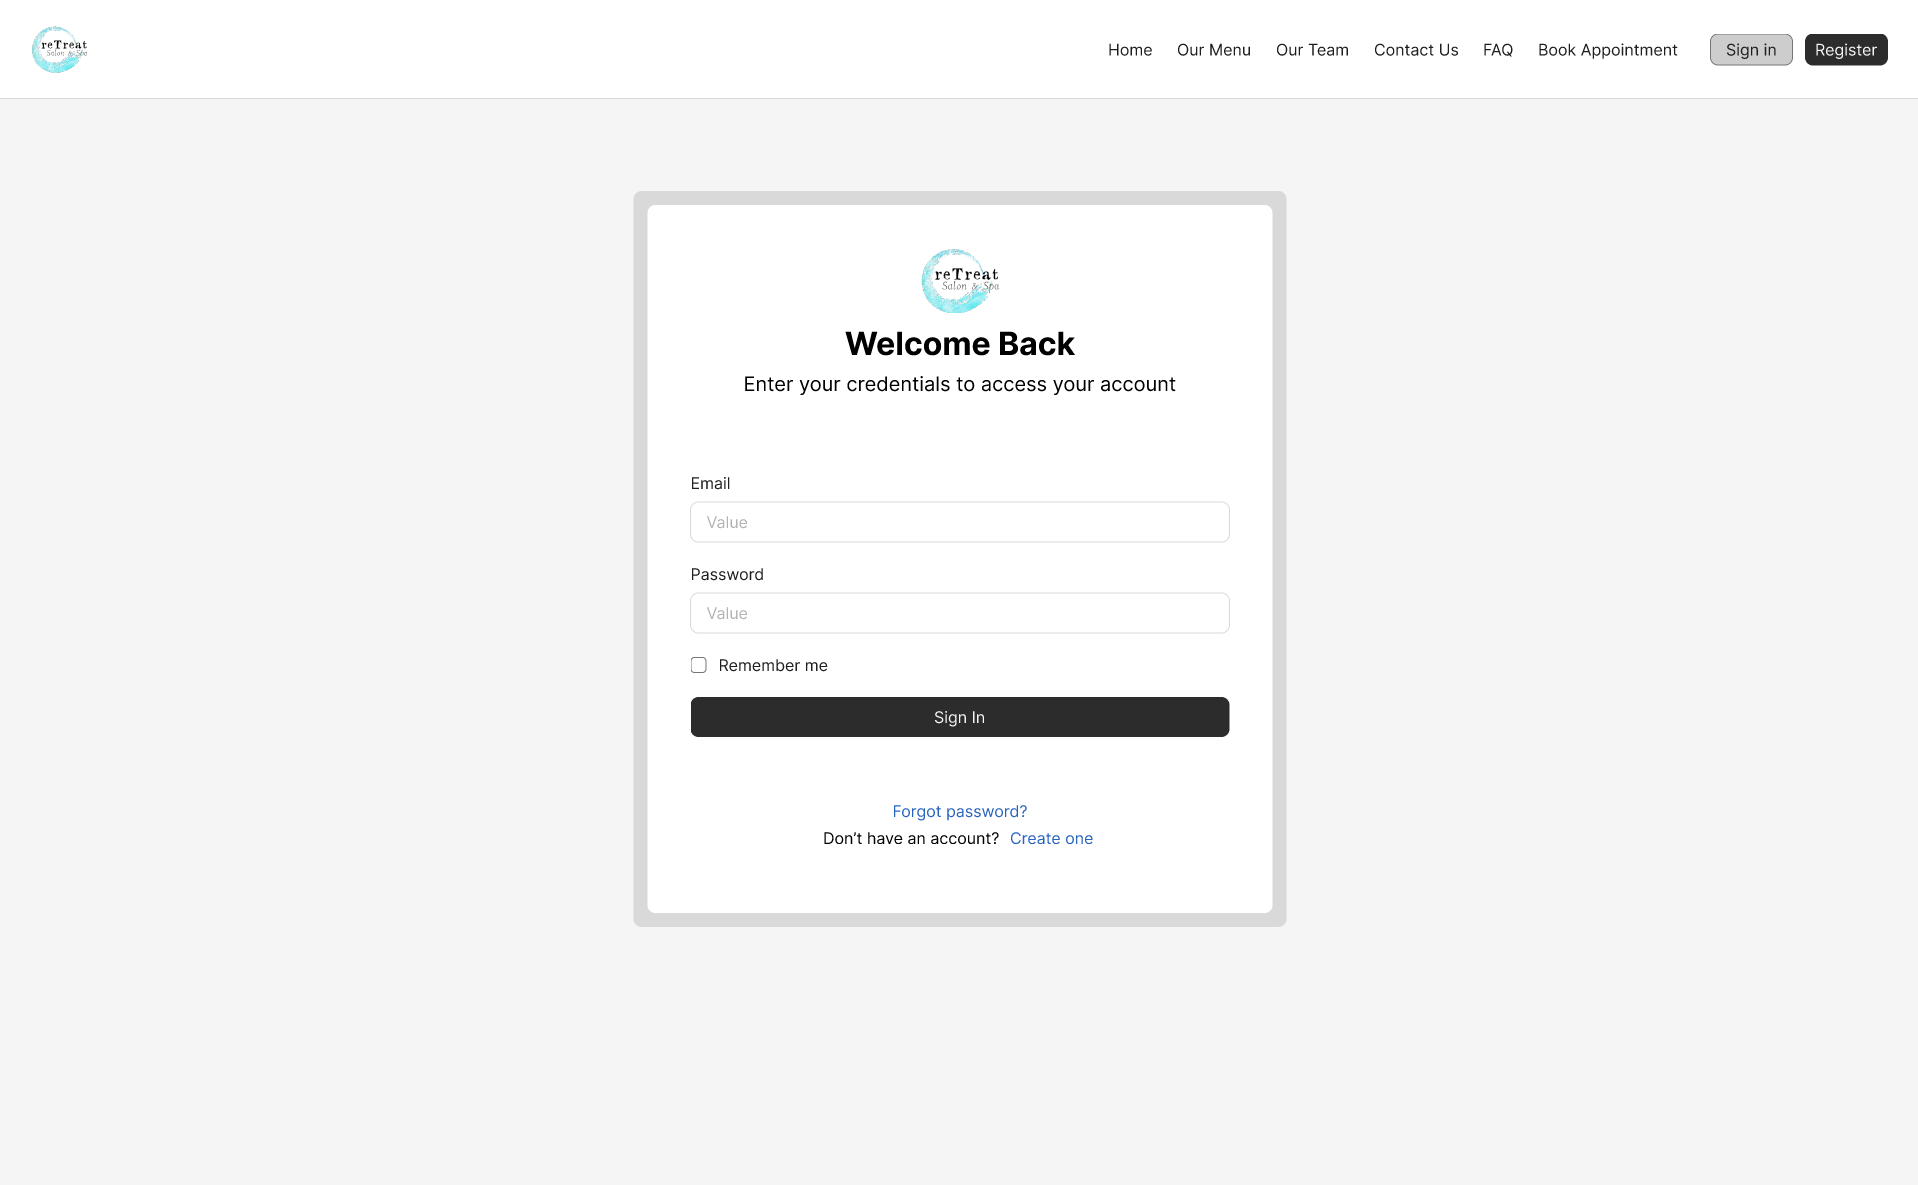 reTreat
Salon & Spa
Home Our Menu Our Team Contact Us FAQ Book Appointment Sign in Register
reTreat
Salon & Spa
Welcome Back
Enter your credentials to access your account
Email
Value
Password
Value
Remember me
Sign In
Forgot password?
Don’t have an account? Create one